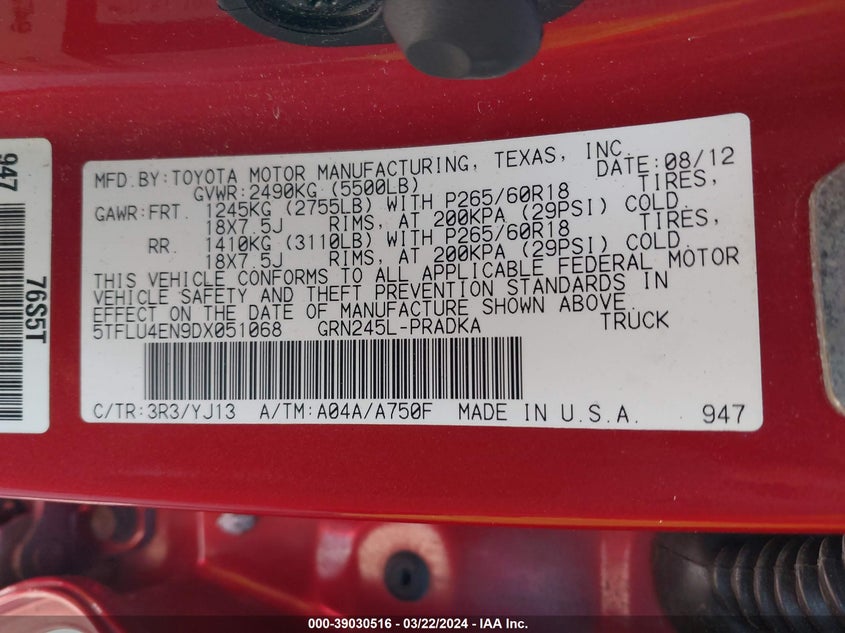 MFD.BY:TOYOTA MOTOR MANUFACTURING, TEXAS, INC.
GVWR:2490KG (5500LB) DATE:08/12
GAWR:FRT. 1245KG (2755LB) WITH P265/60R18 TIRES,
18X7.5J RIMS, AT 200KPA (29PSI) COLD.
RR. 1410KG (3110LB) WITH P265/60R18 TIRES,
18X7.5J RIMS, AT 200KPA (29PSI) COLD.
THIS VEHICLE CONFORMS TO ALL APPLICABLE FEDERAL MOTOR
VEHICLE SAFETY AND THEFT PREVENTION STANDARDS IN
EFFECT ON THE DATE OF MANUFACTURE SHOWN ABOVE.
5TFLU4EN9DX051068 GRN245L-PRADKA TRUCK
C/TR:3R3/YJ13 A/TM:A04A/A750F MADE IN U.S.A. 947
947
76S5T
000-39030516 - 03/22/2024 - IAA Inc.